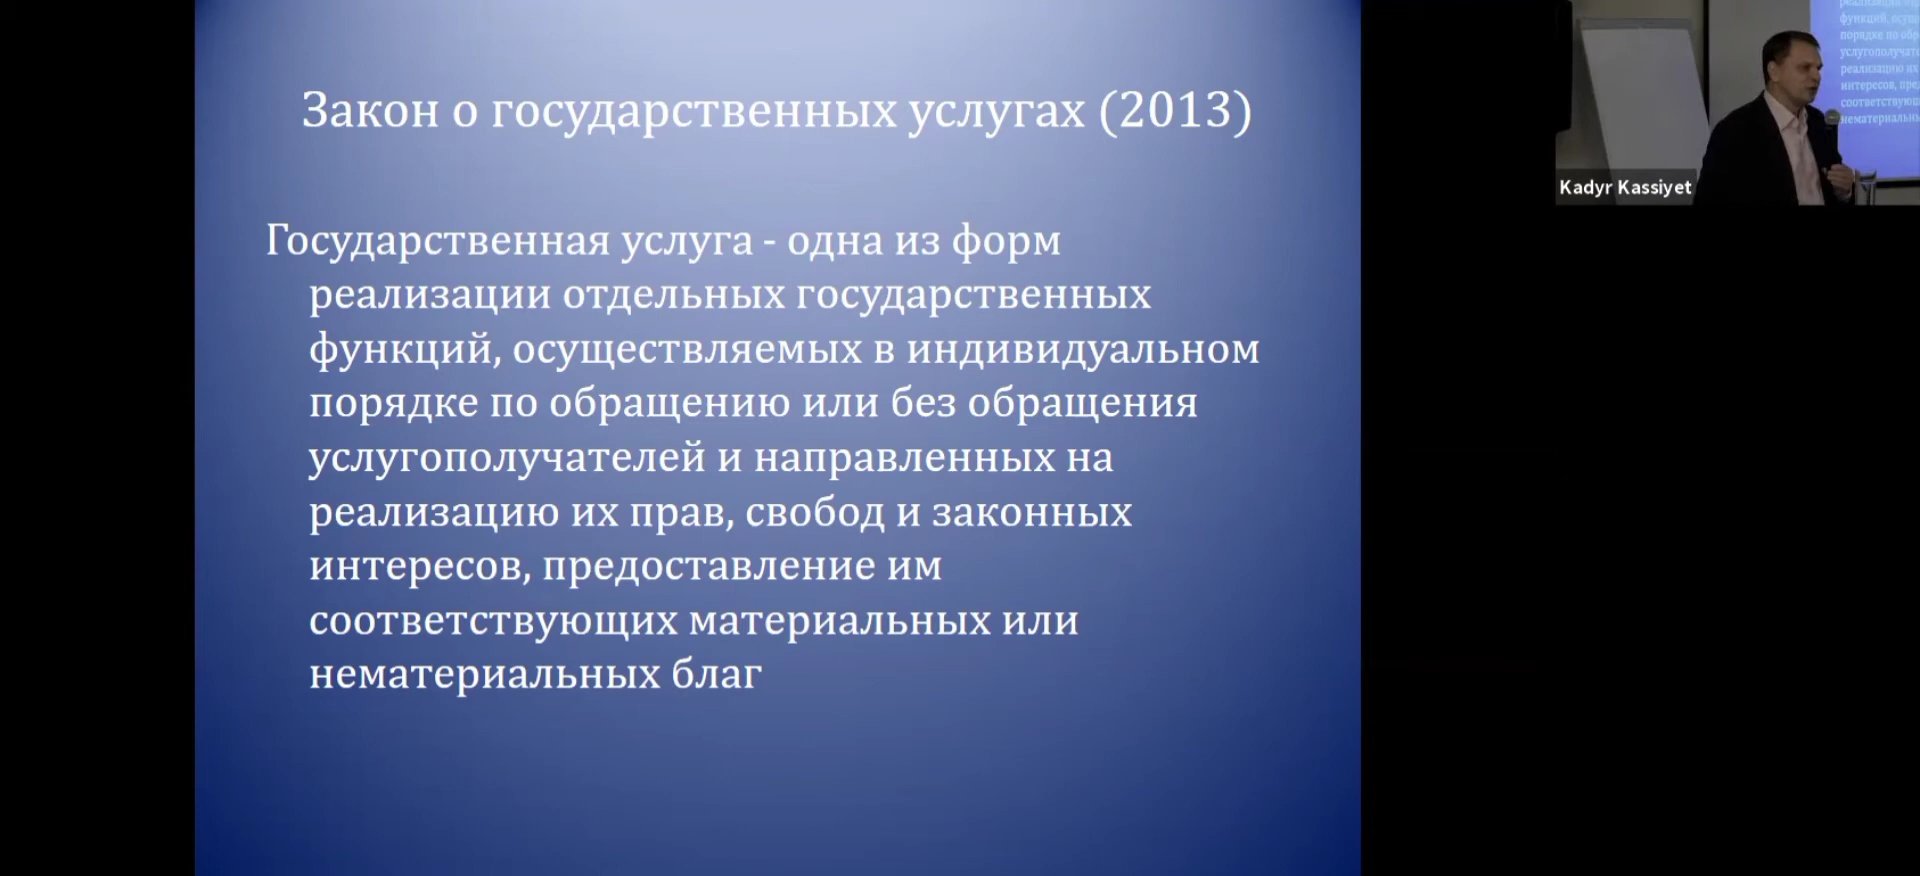 Закон о государственных услугах (2013)
Государственная услуга - одна из форм
реализации отдельных государственных
функций, осуществляемых в индивидуальном
порядке по обращению или без обращения
услугополучателей и направленных на
реализацию их прав, свобод и законных
интересов, предоставление им
соответствующих материальных или
нематериальных благ
Kadyr Kassiyet